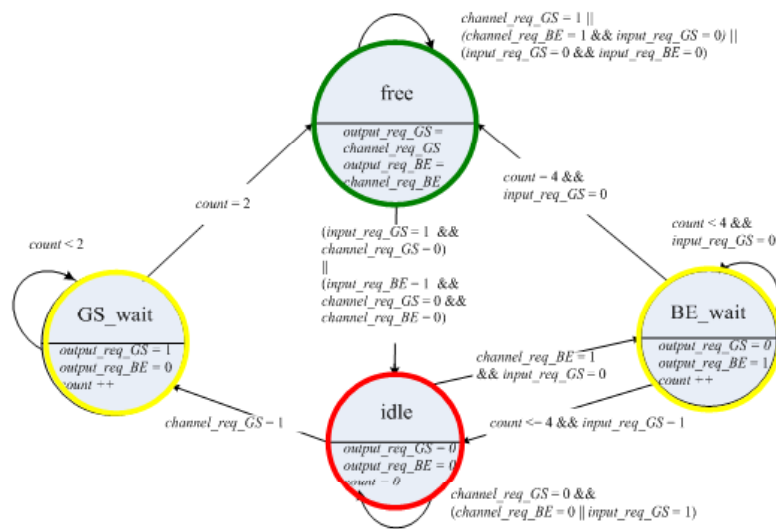 channel_req_GS = 1 ||
(channel_req_BE = 1 && input_req_GS = 0) ||
(input_req_GS = 0 && input_req_BE = 0)
free
output_req_GS =
channel_req_GS
output_req_BE =
channel_req_BE
count = 2
count – 4 &&
input_req_GS = 0
(input_req_GS = 1 &&
channel_req_GS – 0)
||
(input_req_BE – 1 &&
channel_req_GS = 0 &&
channel_req_BE – 0)
count < 2
count < 4 &&
input_req_GS = 0
GS_wait
output_req_GS = 1
output_req_BE = 0
count ++
BE_wait
output_req_GS = 0
output_req_BE = 1
count ++
channel_req_BE = 1
&& input_req_GS = 0
channel_req_GS – 1
count <– 4 && input_req_GS – 1
idle
output_req_GS – 0
output_req_BE = 0
count = 0
channel_req_GS = 0 &&
(channel_req_BE = 0 || input_req_GS = 1)